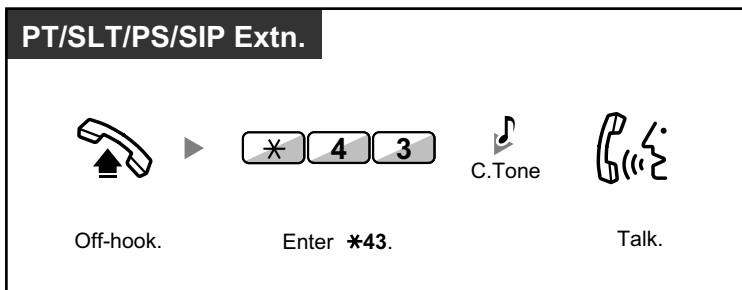 PT/SLT/PS/SIP Extn.
✳ 4 3
C.Tone
Off-hook. Enter ✳43. Talk.